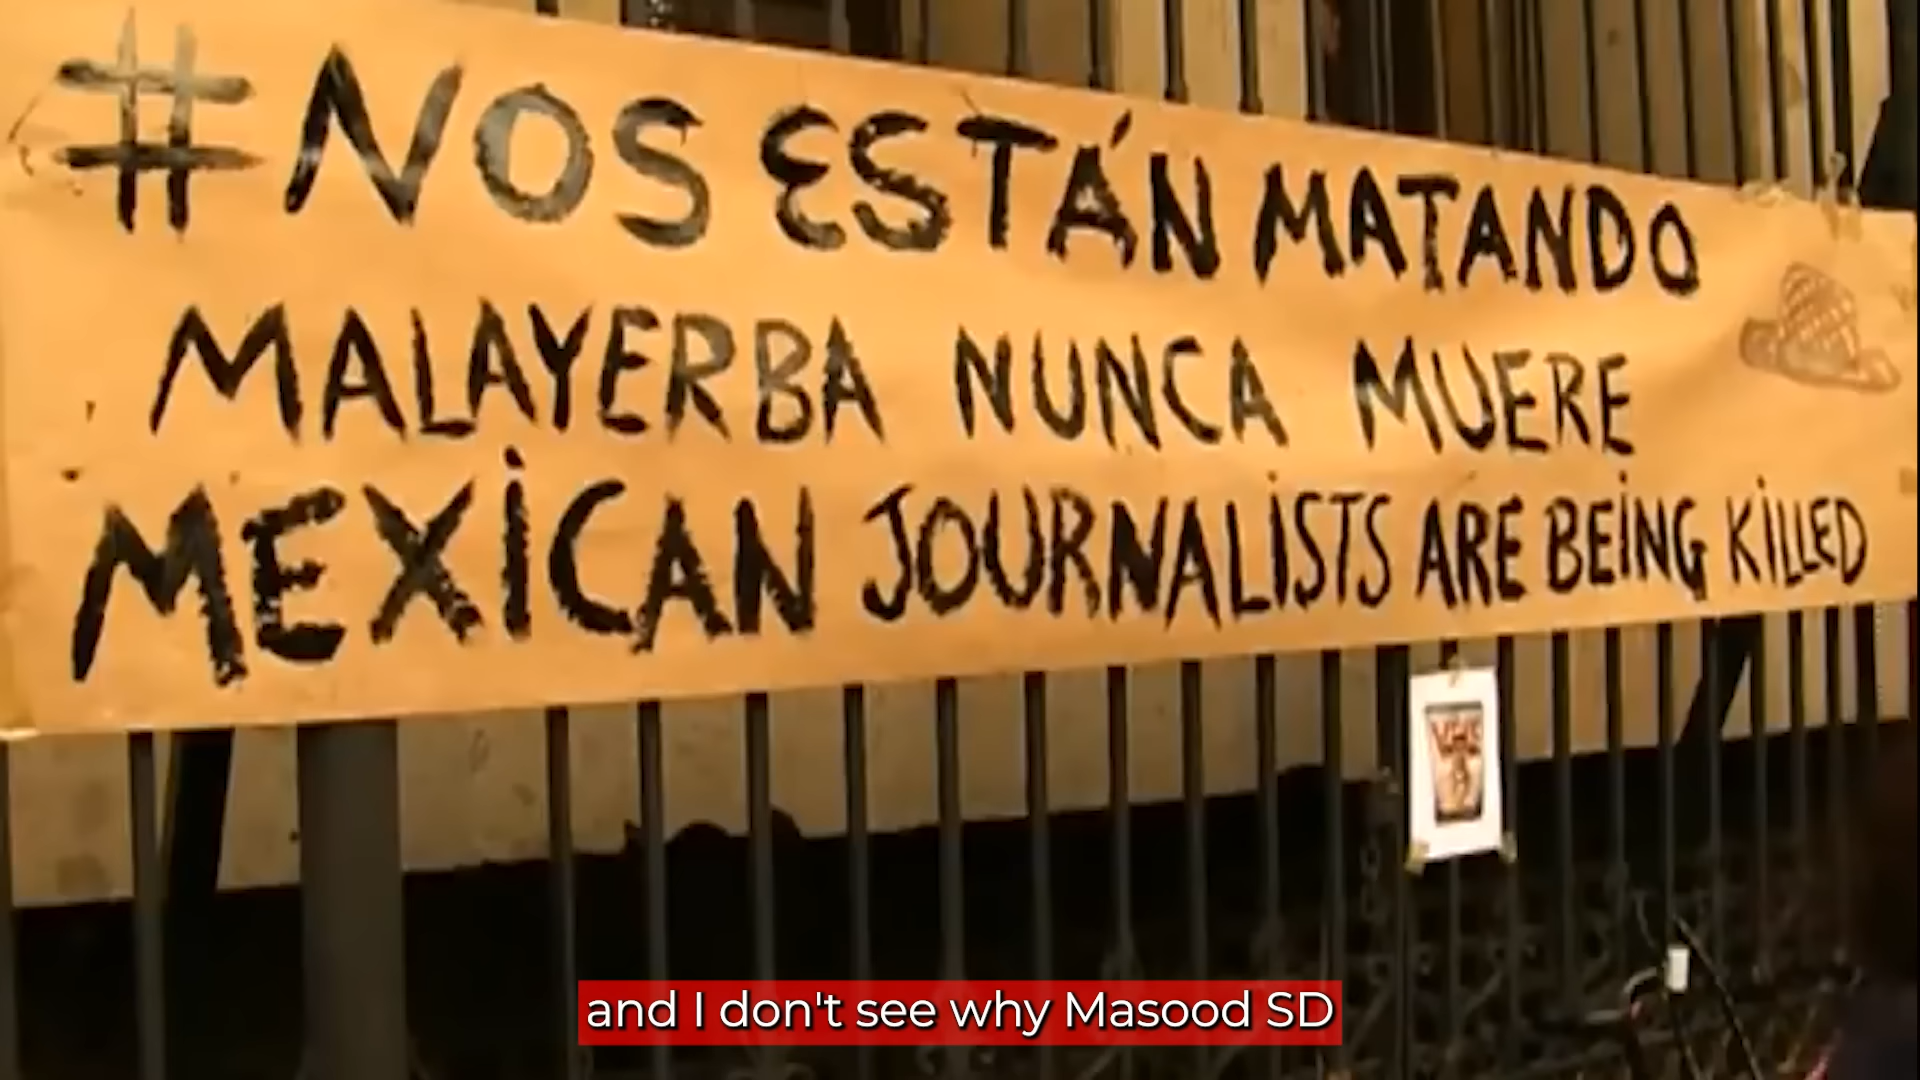 #NOS ESTÁN MATANDO
MALAYERBA NUNCA MUERE
MEXICAN JOURNALISTS ARE BEING KILLED
and I don't see why Masood SD